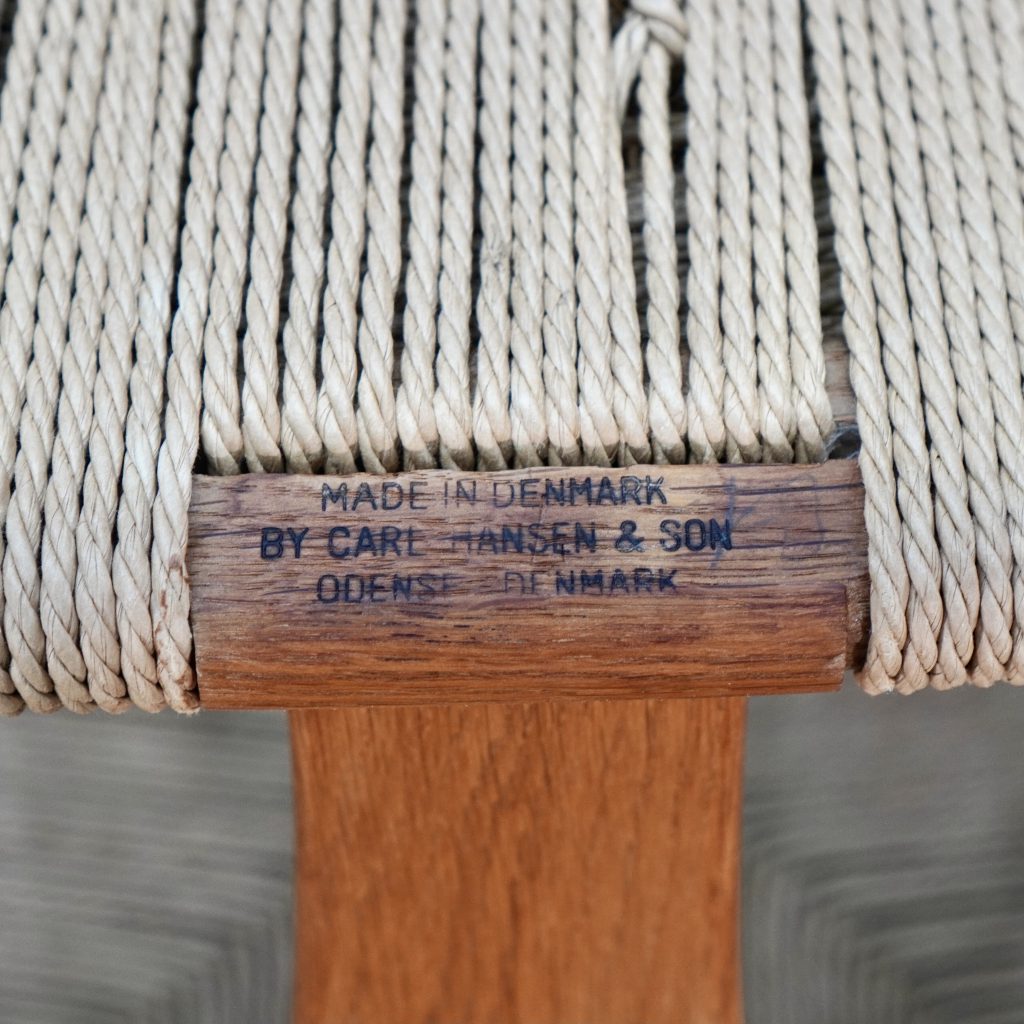 MADE IN DENMARK
BY CARL HANSEN & SON
ODENSE DENMARK